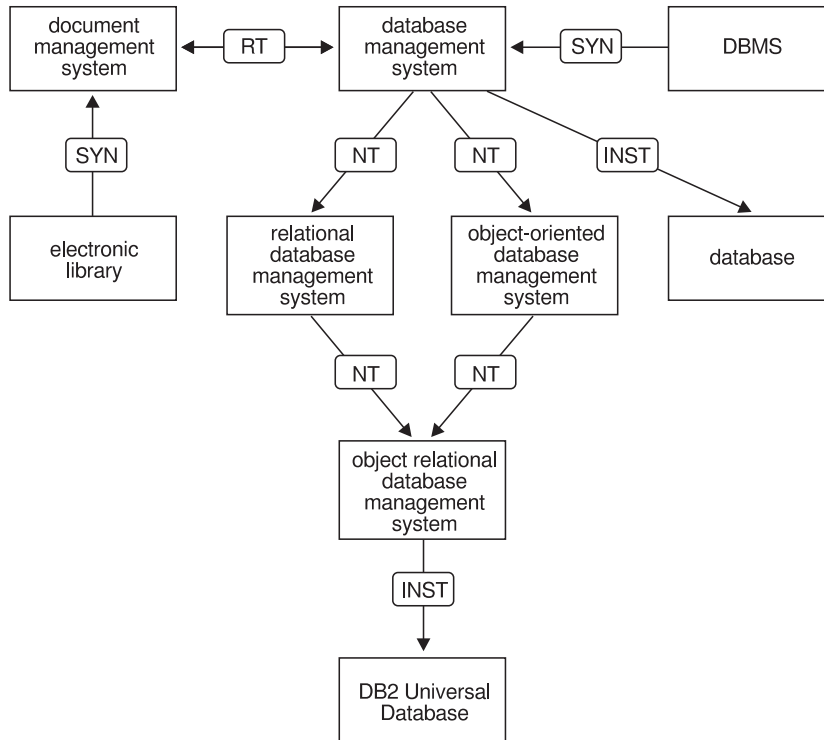 document
management
system
RT
database
management
system
SYN
DBMS
SYN
NT
NT
INST
electronic
library
relational
database
management
system
object-oriented
database
management
system
database
NT
NT
object relational
database
management
system
INST
DB2 Universal
Database